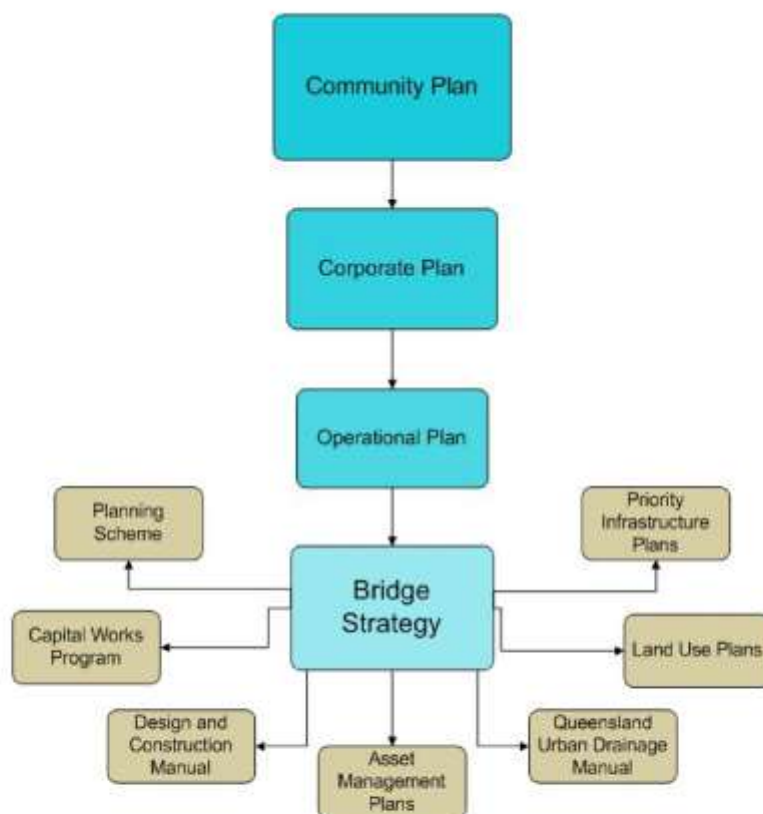 Community Plan
Corporate Plan
Operational Plan
Planning
Scheme
Priority
Infrastructure
Plans
Bridge
Strategy
Capital Works
Program
Land Use Plans
Design and
Construction
Manual
Asset
Management
Plans
Queensland
Urban Drainage
Manual